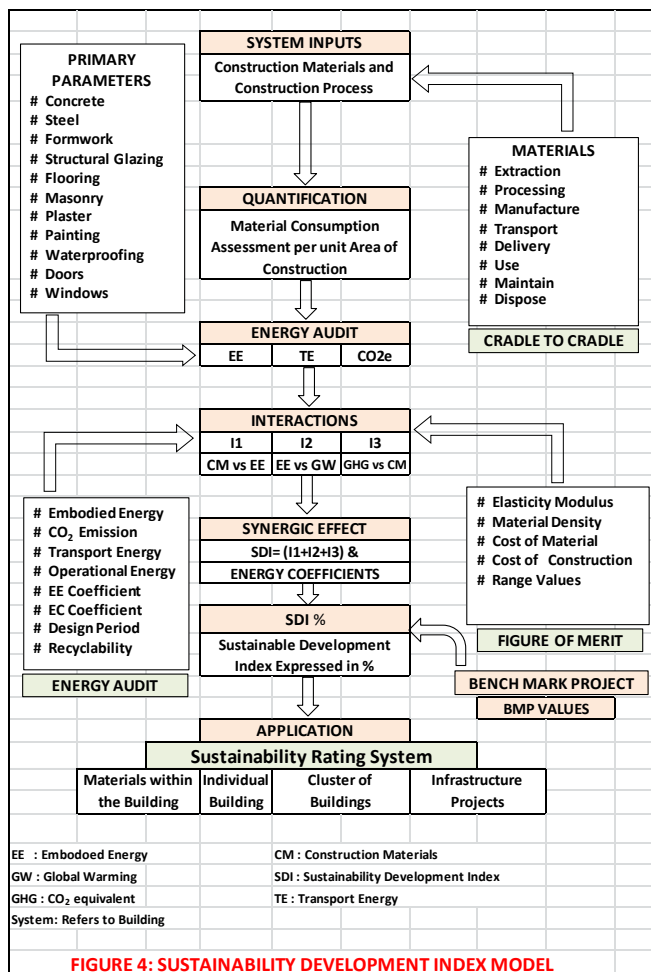 SYSTEM INPUTS
Construction Materials and
Construction Process
PRIMARY
PARAMETERS
# Concrete
# Steel
# Formwork
# Structural Glazing
# Flooring
# Masonry
# Plaster
# Painting
# Waterproofing
# Doors
# Windows
MATERIALS
# Extraction
# Processing
# Manufacture
# Transport
# Delivery
# Use
# Maintain
# Dispose
CRADLE TO CRADLE
QUANTIFICATION
Material Consumption
Assessment per unit Area of
Construction
ENERGY AUDIT
EE TE CO2e
INTERACTIONS
I1 I2 I3
CM vs EE EE vs GW GHG vs CM
# Embodied Energy
# CO₂ Emission
# Transport Energy
# Operational Energy
# EE Coefficient
# EC Coefficient
# Design Period
# Recyclability
ENERGY AUDIT
# Elasticity Modulus
# Material Density
# Cost of Material
# Cost of Construction
# Range Values
FIGURE OF MERIT
SYNERGIC EFFECT
SDI= (I1+I2+I3) &
ENERGY COEFFICIENTS
SDI %
Sustainable Development
Index Expressed in %
BENCH MARK PROJECT
BMP VALUES
APPLICATION
Sustainability Rating System
Materials within
the Building
Individual
Building
Cluster of
Buildings
Infrastructure
Projects
EE : Embodoed Energy
CM : Construction Materials
GW : Global Warming
SDI : Sustainability Development Index
GHG : CO₂ equivalent
TE : Transport Energy
System: Refers to Building
FIGURE 4: SUSTAINABILITY DEVELOPMENT INDEX MODEL